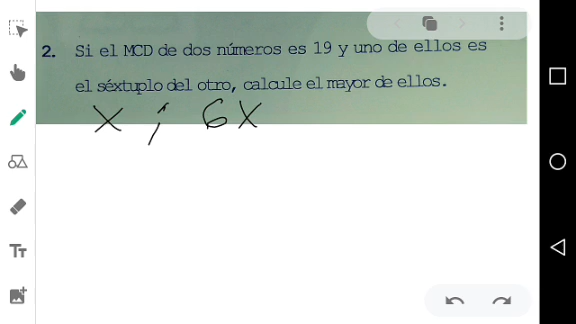 2. Si el MCD de dos números es 19 y uno de ellos es
el séxtuplo del otro, calcule el mayor de ellos.
x ; 6x
Tт